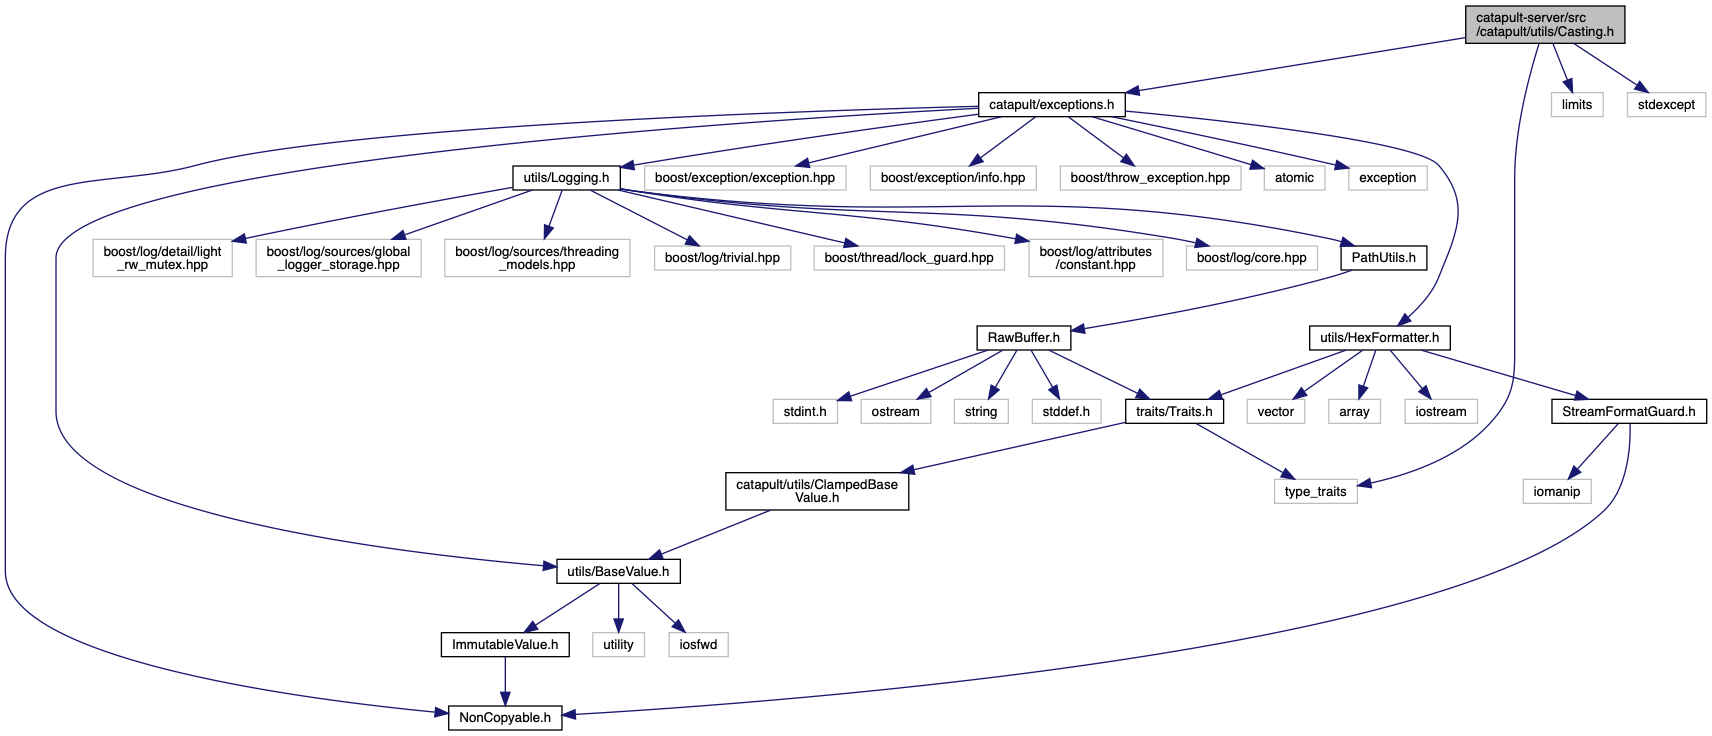 catapult-server/src
/catapult/utils/Casting.h
catapult/exceptions.h
limits
stdexcept
utils/Logging.h
boost/exception/exception.hpp
boost/exception/info.hpp
boost/throw_exception.hpp
atomic
exception
boost/log/detail/light
_rw_mutex.hpp
boost/log/sources/global
_logger_storage.hpp
boost/log/sources/threading
_models.hpp
boost/log/trivial.hpp
boost/thread/lock_guard.hpp
boost/log/attributes
/constant.hpp
boost/log/core.hpp
PathUtils.h
RawBuffer.h
utils/HexFormatter.h
stdint.h
ostream
string
stddef.h
traits/Traits.h
vector
array
iostream
StreamFormatGuard.h
catapult/utils/ClampedBase
Value.h
type_traits
iomanip
utils/BaseValue.h
ImmutableValue.h
utility
iosfwd
NonCopyable.h